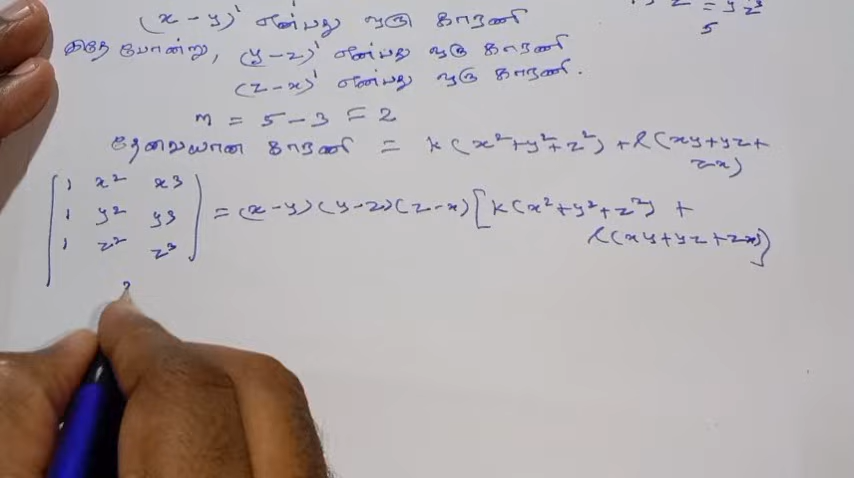 (x - y)¹ என்பது ஒரு காரணி
இதே போன்று, (y - z)¹ என்பது ஒரு காரணி
(z - x)¹ என்பது ஒரு காரணி.
m = 5 - 3 = 2
தேவையான காரணி = k(x² + y² + z²) + l(xy + yz +
zx)
1 x² x3
1 y² y3 = (x - y)(y - z)(z - x) [k(x² + y² + z²) +
1 z² z3 l(xy + yz + zx)]